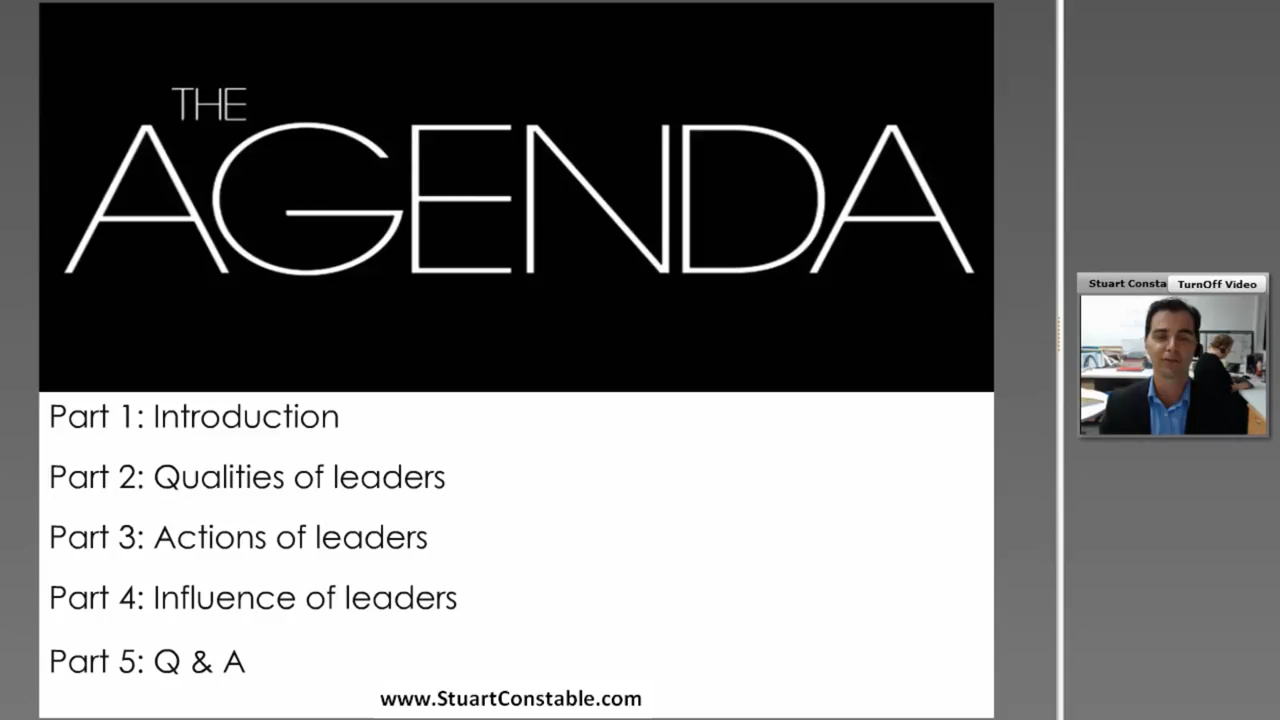 THE
AGENDA
Part 1: Introduction
Part 2: Qualities of leaders
Part 3: Actions of leaders
Part 4: Influence of leaders
Part 5: Q & A
www.StuartConstable.com
Stuart Consta
TurnOff Video